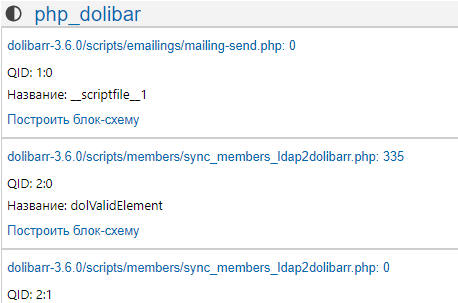 php_dolibar
dolibarr-3.6.0/scripts/emailings/mailing-send.php: 0
QID: 1:0
Название: __scriptfile__1
Построить блок-схему
dolibarr-3.6.0/scripts/members/sync_members_ldap2dolibarr.php: 335
QID: 2:0
Название: dolValidElement
Построить блок-схему
dolibarr-3.6.0/scripts/members/sync_members_ldap2dolibarr.php: 0
QID: 2:1